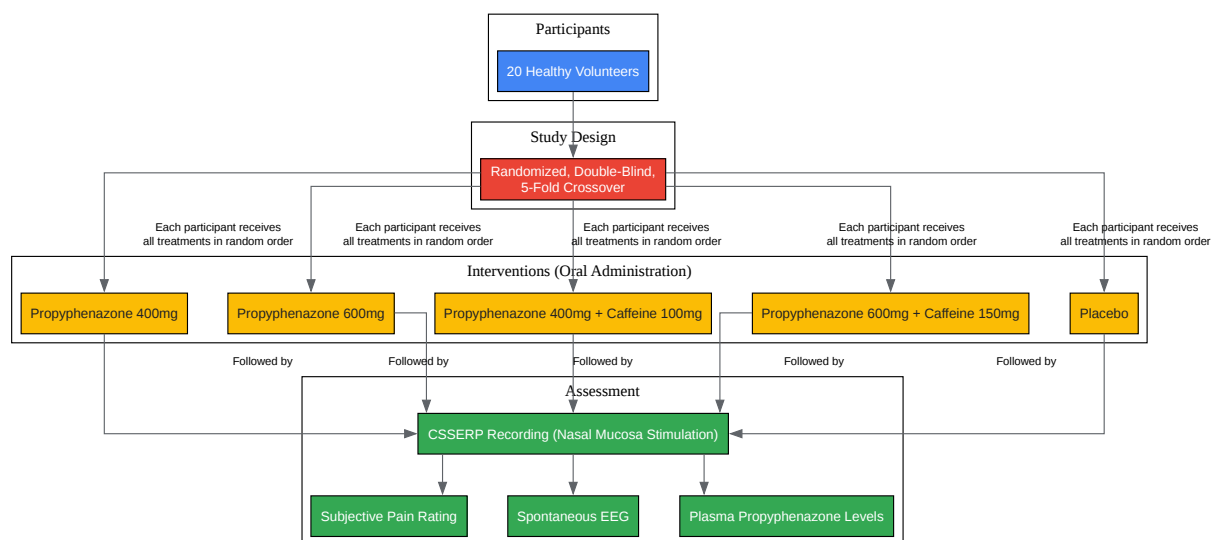 Participants
20 Healthy Volunteers
Study Design
Randomized, Double-Blind,
5-Fold Crossover
Each participant receives
all treatments in random order
Each participant receives
all treatments in random order
Each participant receives
all treatments in random order
Each participant receives
all treatments in random order
Each participant receives
all treatments in random order
Interventions (Oral Administration)
Propyphenazone 400mg
Propyphenazone 600mg
Propyphenazone 400mg + Caffeine 100mg
Propyphenazone 600mg + Caffeine 150mg
Placebo
Followed by
Followed by
Followed by
Followed by
Followed by
Assessment
CSSERP Recording (Nasal Mucosa Stimulation)
Subjective Pain Rating
Spontaneous EEG
Plasma Propyphenazone Levels